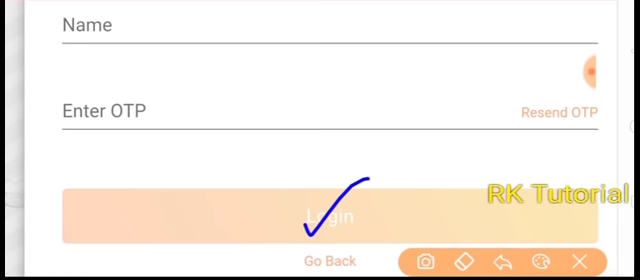 Name
Enter OTP
Resend OTP
RK Tutorial
Login
Go Back